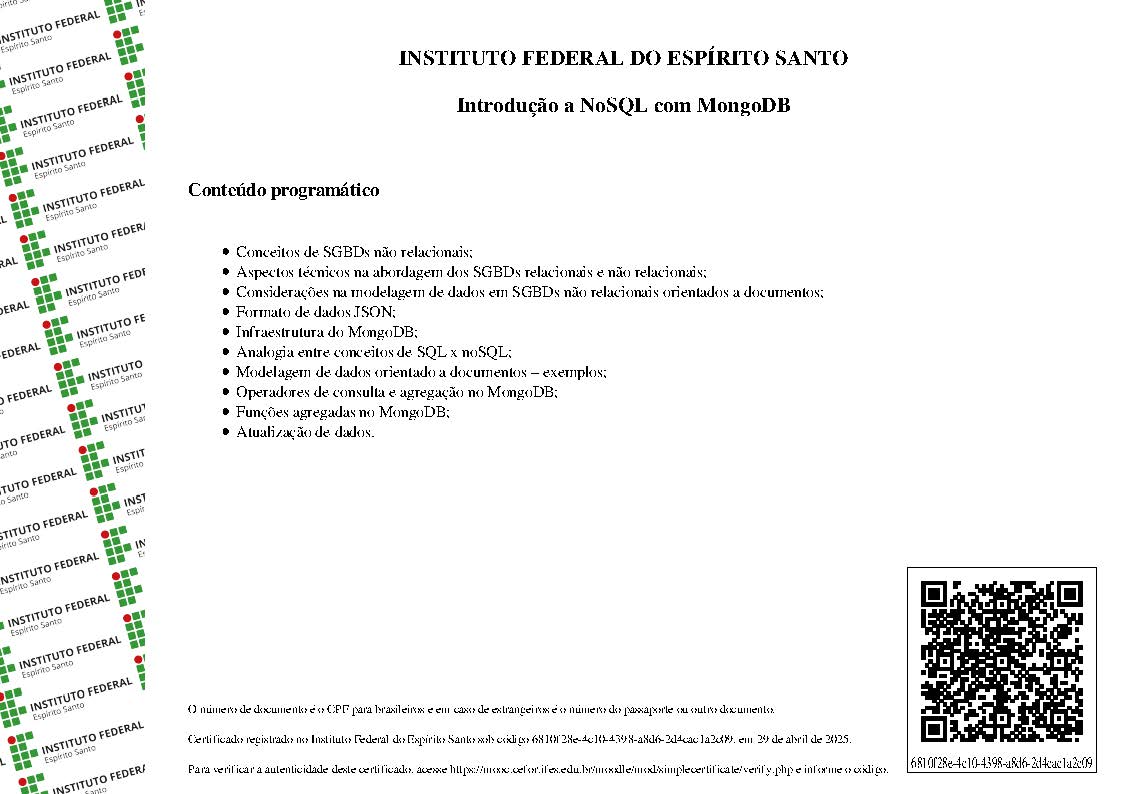 INSTITUTO FEDERAL DO ESPÍRITO SANTO
Introdução a NoSQL com MongoDB
Conteúdo programático
• Conceitos de SGBDs não relacionais;
• Aspectos técnicos na abordagem dos SGBDs relacionais e não relacionais;
• Considerações na modelagem de dados em SGBDs não relacionais orientados a documentos;
• Formato de dados JSON;
• Infraestrutura do MongoDB;
• Analogia entre conceitos de SQL x noSQL;
• Modelagem de dados orientado a documentos – exemplos;
• Operadores de consulta e agregação no MongoDB;
• Funções agregadas no MongoDB;
• Atualização de dados.
O número de documento é o CPF para brasileiros e em caso de estrangeiros é o número do passaporte ou outro documento.
Certificado registrado no Instituto Federal do Espírito Santo sob código 6810f28e-4c10-4398-a8d6-2d4cac1a2c09, em 29 de abril de 2025.
Para verificar a autenticidade deste certificado, acesse https://mooc.cefor.ifes.edu.br/moodle/mod/simplecertificate/verify.php e informe o código.
6810f28e-4c10-4398-a8d6-2d4cac1a2c09
INSTITUTO FEDERAL
Espírito Santo